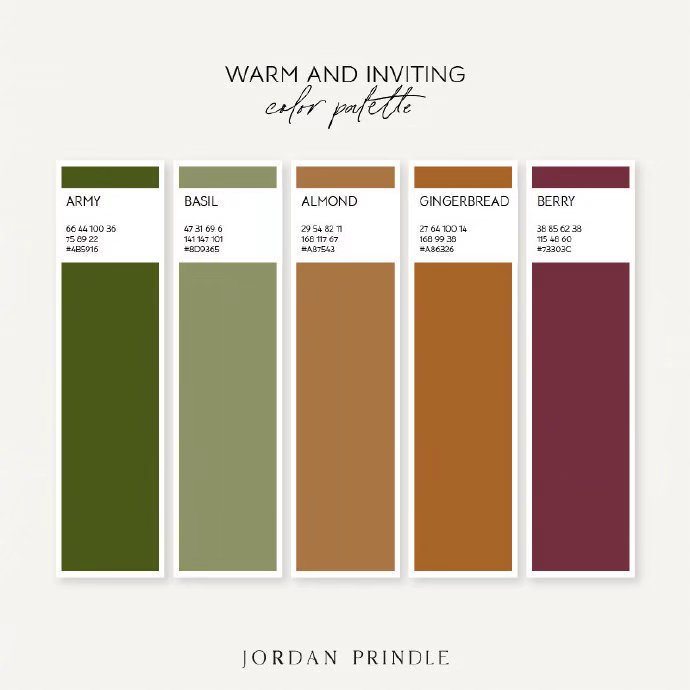 WARM AND INVITING
color palette
ARMY
66 44 100 36
75 89 22
#4B5916
BASIL
47 31 69 6
141 147 101
#8D9365
ALMOND
29 54 82 11
168 117 67
#A87543
GINGERBREAD
27 64 100 14
168 99 38
#A86326
BERRY
38 85 62 38
115 48 60
#73303C
JORDAN PRINDLE